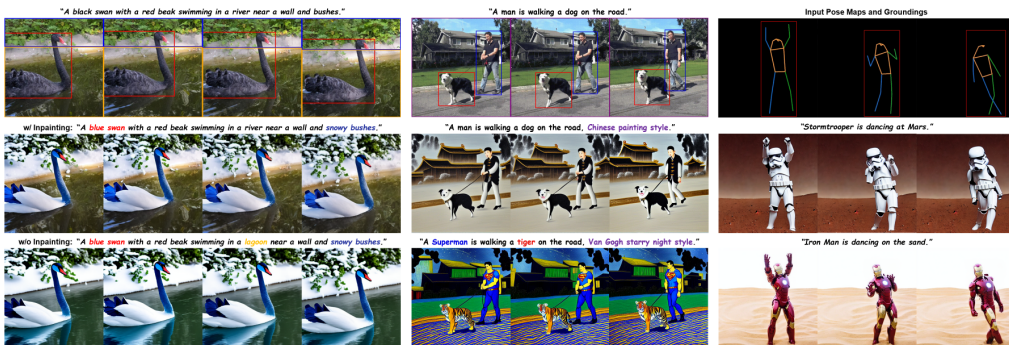 "A black swan with a red beak swimming in a river near a wall and bushes."
w/ Inpainting: "A blue swan with a red beak swimming in a river near a wall and snowy bushes."
w/o Inpainting: "A blue swan with a red beak swimming in a lagoon near a wall and snowy bushes."
"A man is walking a dog on the road."
"A man is walking a dog on the road, Chinese painting style."
"A Superman is walking a tiger on the road, Van Gogh starry night style."
Input Pose Maps and Groundings
"Stormtrooper is dancing at Mars."
"Iron Man is dancing on the sand."